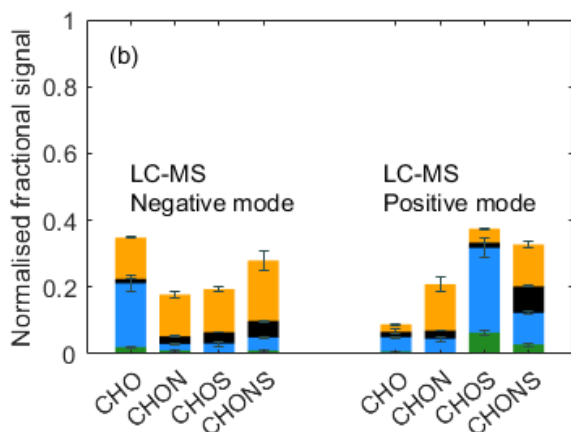 Normalised fractional signal
1
0.8
0.6
0.4
0.2
0
(b)
LC-MS
Negative mode
LC-MS
Positive mode
CHO
CHON
CHOS
CHONS
CHO
CHON
CHOS
CHONS